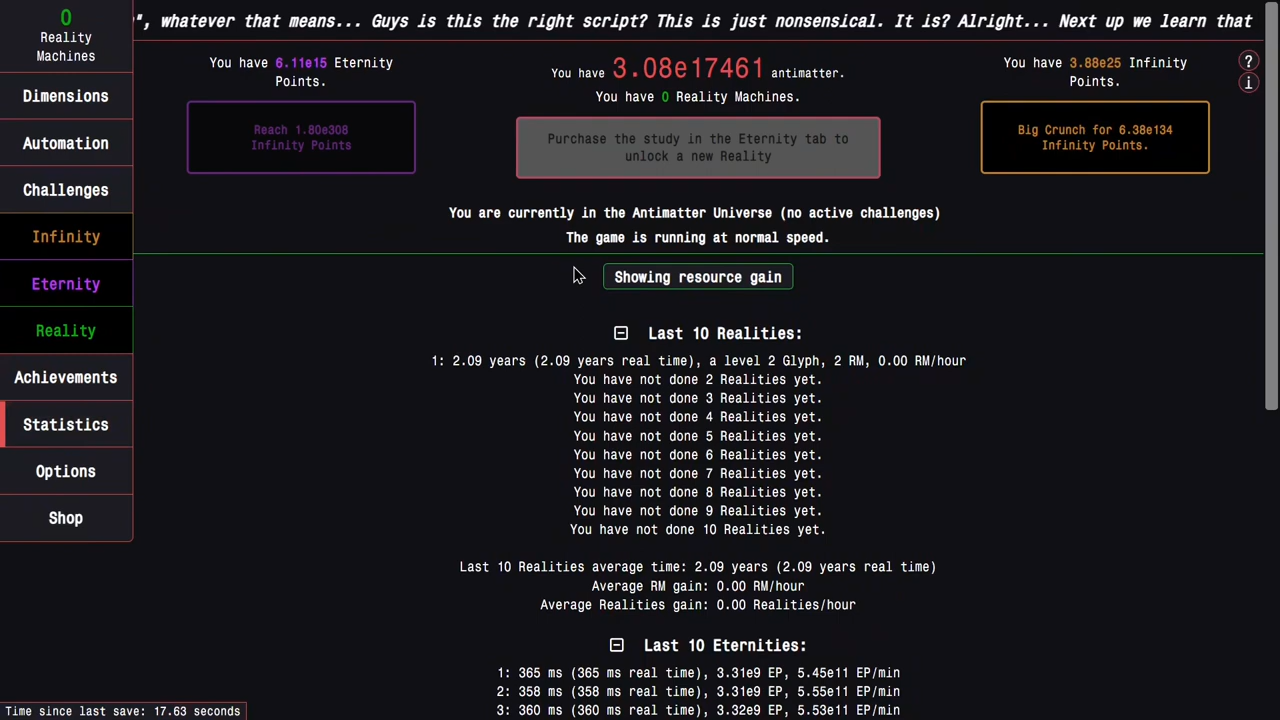 e", whatever that means... Guys is this the right script? This is just nonsensical. It is? Alright... Next up we learn that
0
Reality
Machines
Dimensions
Automation
Challenges
Infinity
Eternity
Reality
Achievements
Statistics
Options
Shop
You have 6.11e15 Eternity
Points.
Reach 1.80e308
Infinity Points
You have 3.08e17461 antimatter.
You have 0 Reality Machines.
Purchase the study in the Eternity tab to
unlock a new Reality
You have 3.88e25 Infinity
Points.
Big Crunch for 6.38e134
Infinity Points.
?
i
You are currently in the Antimatter Universe (no active challenges)
The game is running at normal speed.
Showing resource gain
Last 10 Realities:
1: 2.09 years (2.09 years real time), a level 2 Glyph, 2 RM, 0.00 RM/hour
You have not done 2 Realities yet.
You have not done 3 Realities yet.
You have not done 4 Realities yet.
You have not done 5 Realities yet.
You have not done 6 Realities yet.
You have not done 7 Realities yet.
You have not done 8 Realities yet.
You have not done 9 Realities yet.
You have not done 10 Realities yet.
Last 10 Realities average time: 2.09 years (2.09 years real time)
Average RM gain: 0.00 RM/hour
Average Realities gain: 0.00 Realities/hour
Last 10 Eternities:
1: 365 ms (365 ms real time), 3.31e9 EP, 5.45e11 EP/min
2: 358 ms (358 ms real time), 3.31e9 EP, 5.55e11 EP/min
3: 360 ms (360 ms real time), 3.32e9 EP, 5.53e11 EP/min
Time since last save: 17.63 seconds